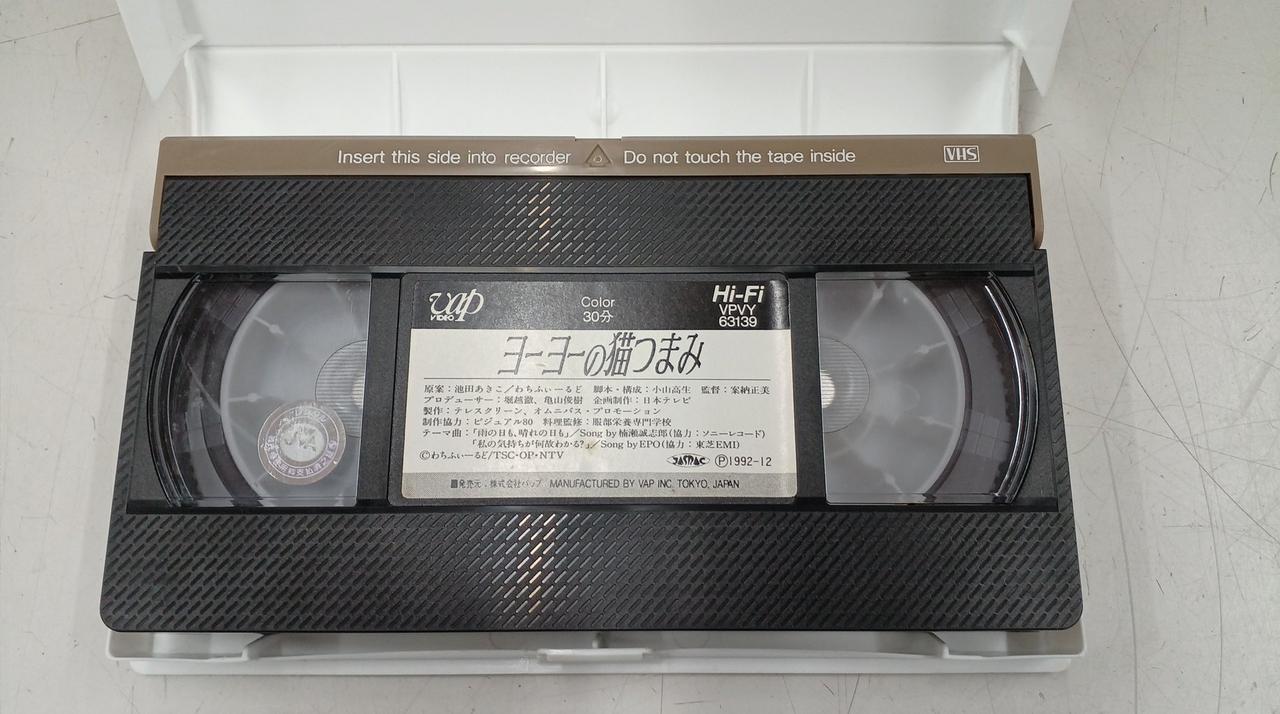 Insert this side into recorder Do not touch the tape inside VHS
vap VIDEO
Color
30分
Hi-Fi
VPVY
63139
ヨーヨーの猫つまみ
原案：池田あきこ／わちふぃーるど 脚本・構成：小山高生 監督：案納正美
プロデューサー：堀越徹、亀山俊樹 企画制作：日本テレビ
製作：テレスクリーン、オムニバス・プロモーション
制作協力：ビジュアル80 料理監修：服部栄養専門学校
テーマ曲：「雨の日も、晴れの日も」／Song by 楠瀬誠志郎（協力：ソニーレコード）
「私の気持ちが何故わかる？」／Song by EPO（協力：東芝EMI）
©わちふぃーるど/TSC・OP・NTV
JASRAC Ⓟ1992-12
■発売元：株式会社バップ MANUFACTURED BY VAP INC. TOKYO, JAPAN